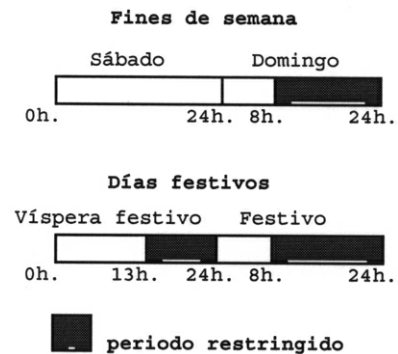 Fines de semana
Sábado Domingo
0h. 24h. 8h. 24h.
Días festivos
Víspera festivo Festivo
0h. 13h. 24h. 8h. 24h.
periodo restringido